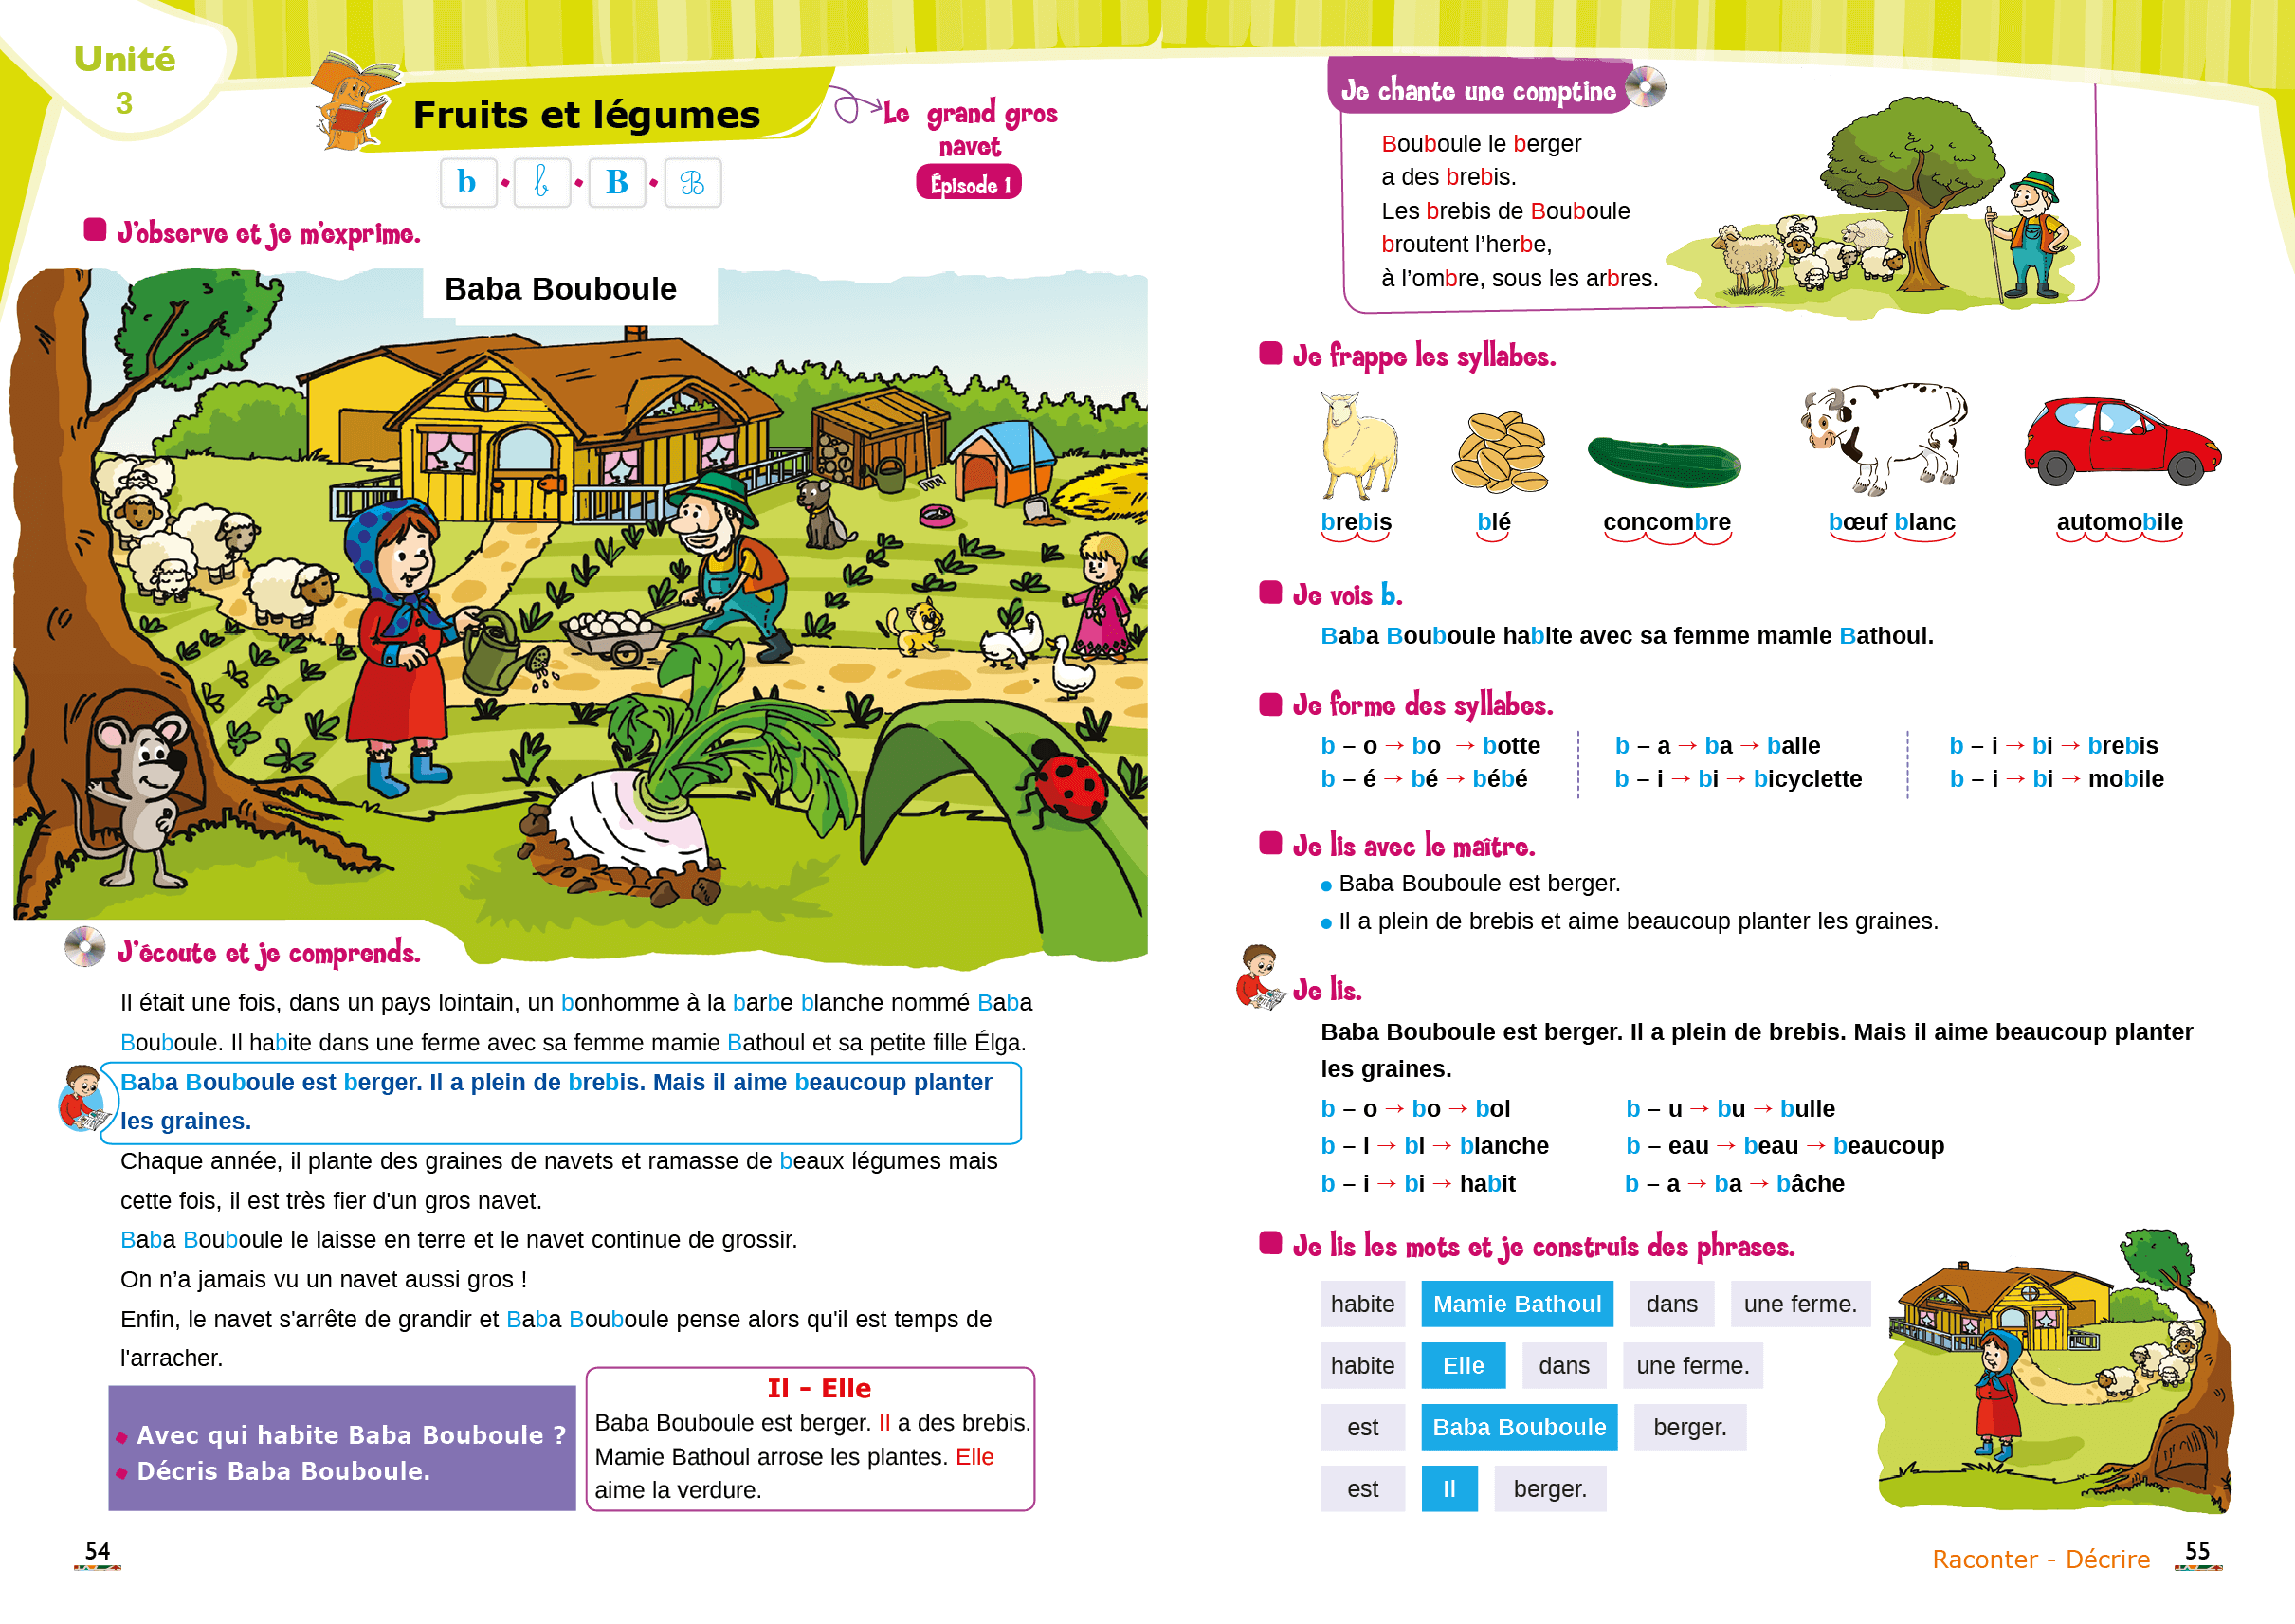 Unité
3
Fruits et légumes
Le grand gros
navet
Épisode 1
b • b • B • B
J'observe et je m'exprime.
Baba Bouboule
J'écoute et je comprends.
Il était une fois, dans un pays lointain, un bonhomme à la barbe blanche nommé Baba
Bouboule. Il habite dans une ferme avec sa femme mamie Bathoul et sa petite fille Élga.
Baba Bouboule est berger. Il a plein de brebis. Mais il aime beaucoup planter
les graines.
Chaque année, il plante des graines de navets et ramasse de beaux légumes mais
cette fois, il est très fier d'un gros navet.
Baba Bouboule le laisse en terre et le navet continue de grossir.
On n’a jamais vu un navet aussi gros !
Enfin, le navet s'arrête de grandir et Baba Bouboule pense alors qu'il est temps de
l'arracher.
Avec qui habite Baba Bouboule ?
Décris Baba Bouboule.
Il – Elle
Baba Bouboule est berger. Il a des brebis.
Mamie Bathoul arrose les plantes. Elle
aime la verdure.
54
Je chante une comptine
Bouboule le berger
a des brebis.
Les brebis de Bouboule
broutent l’herbe,
à l’ombre, sous les arbres.
Je frappe les syllabes.
brebis blé concombre bœuf blanc automobile
Je vois b.
Baba Bouboule habite avec sa femme mamie Bathoul.
Je forme des syllabes.
b – o → bo → botte b – a → ba → balle b – i → bi → brebis
b – é → bé → bébé b – i → bi → bicyclette b – i → bi → mobile
Je lis avec le maître.
• Baba Bouboule est berger.
• Il a plein de brebis et aime beaucoup planter les graines.
Je lis.
Baba Bouboule est berger. Il a plein de brebis. Mais il aime beaucoup planter
les graines.
b – o → bo → bol b – u → bu → bulle
b – l → bl → blanche b – eau → beau → beaucoup
b – i → bi → habit b – a → ba → bâche
Je lis les mots et je construis des phrases.
habite Mamie Bathoul dans une ferme.
habite Elle dans une ferme.
est Baba Bouboule berger.
est Il berger.
Raconter - Décrire 55